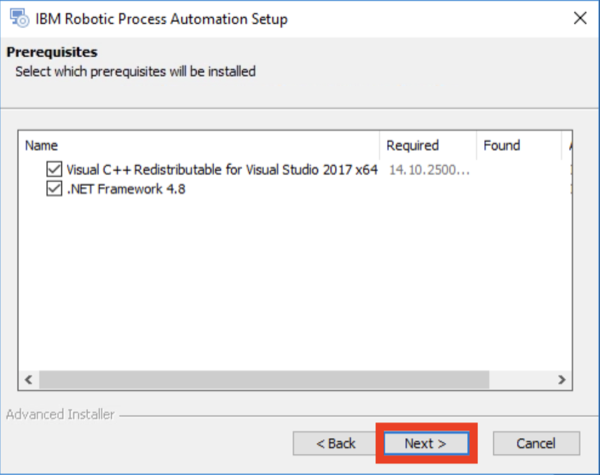 IBM Robotic Process Automation Setup
Prerequisites
Select which prerequisites will be installed
Name Required Found
Visual C++ Redistributable for Visual Studio 2017 x64 14.10.2500...
.NET Framework 4.8
Advanced Installer
< Back Next > Cancel